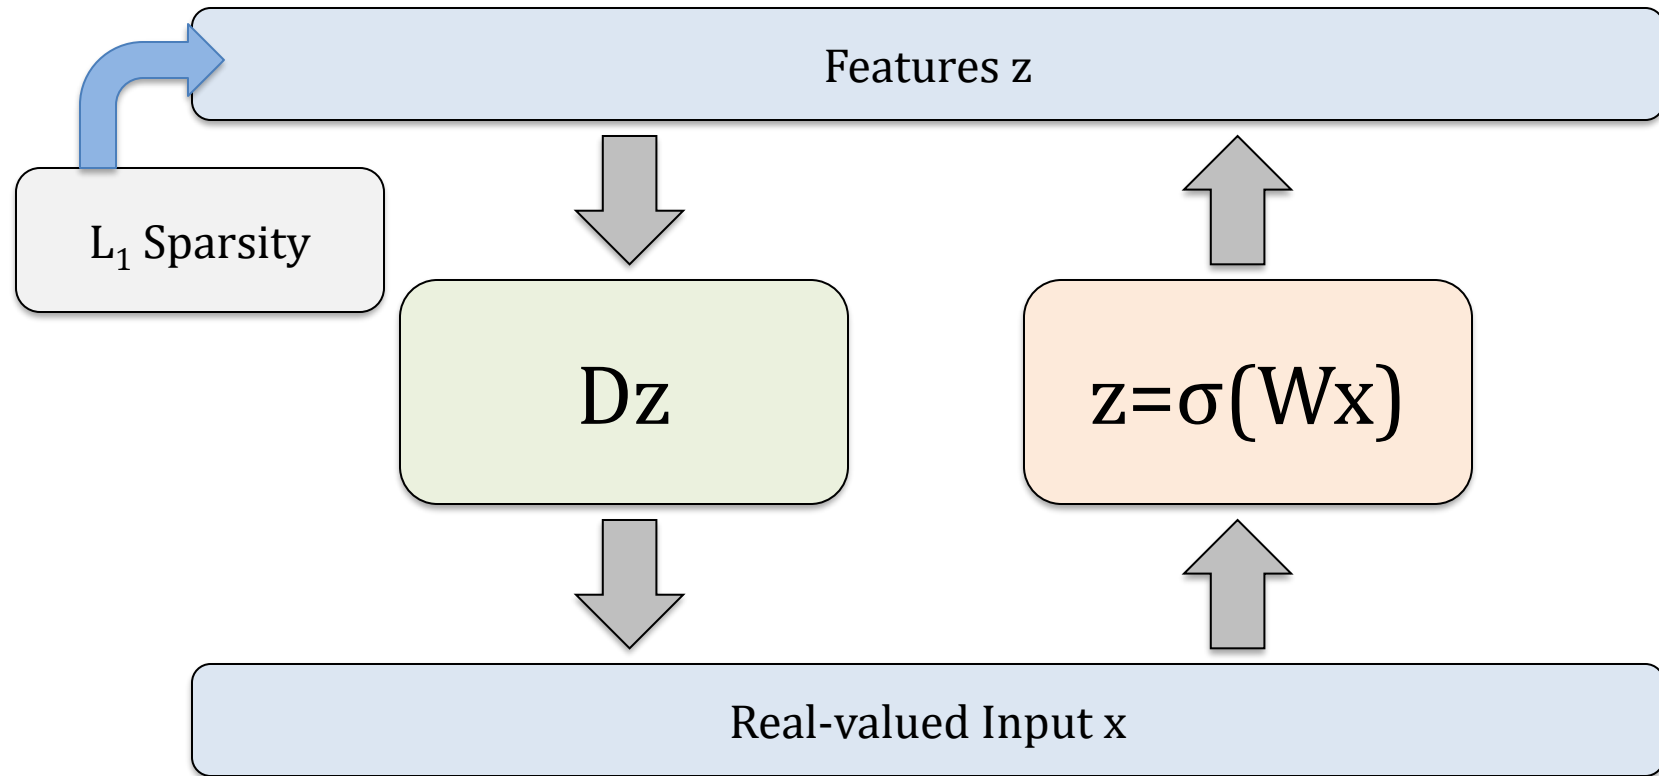 Features z
L₁ Sparsity
Dz
z=σ(Wx)
Real-valued Input x